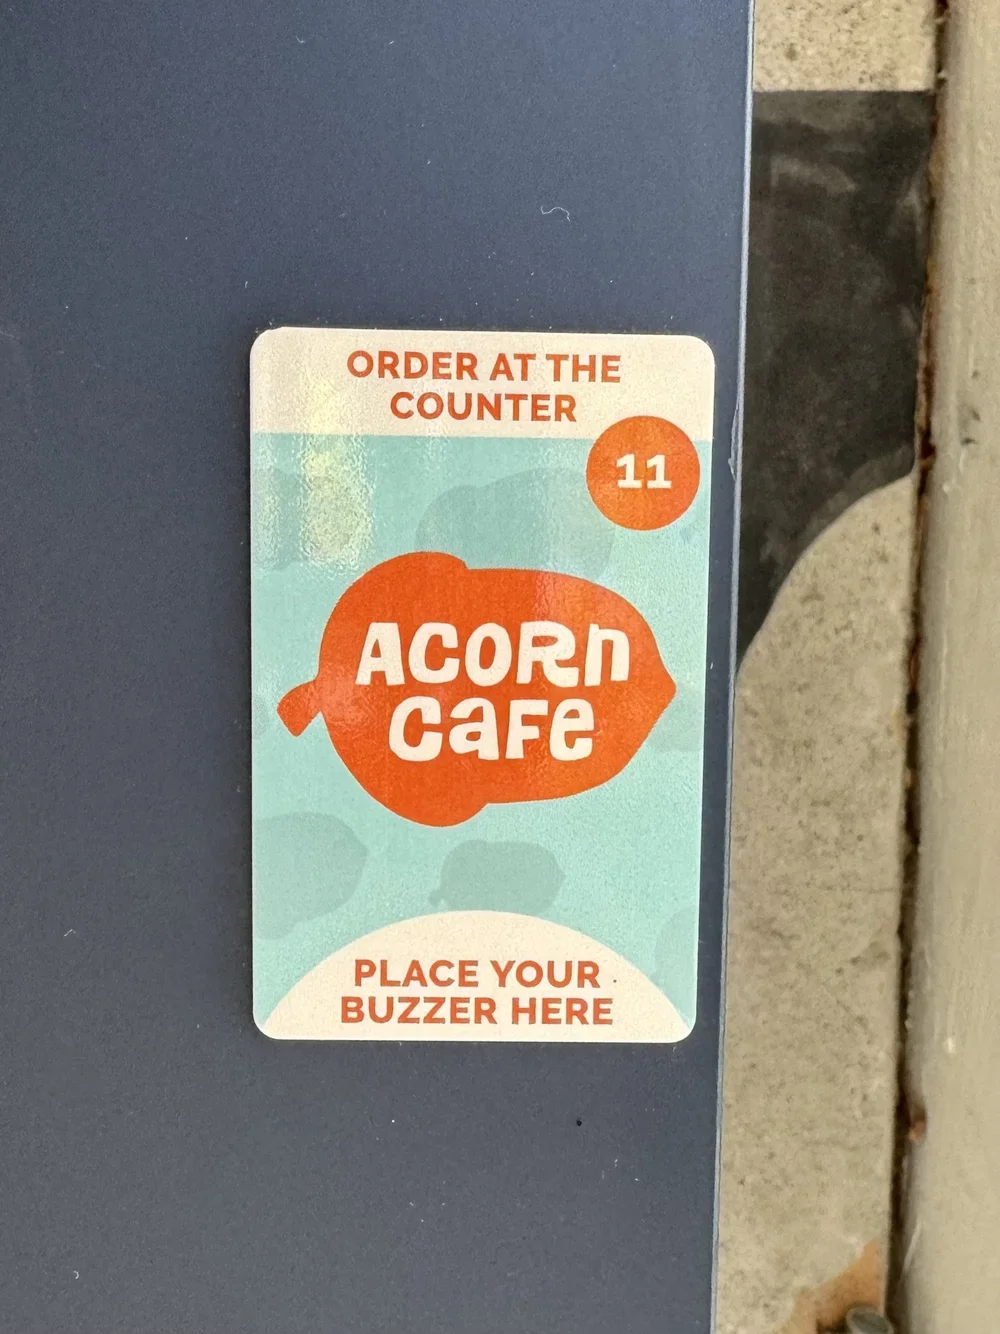 ORDER AT THE
COUNTER
11
ACORn
CaFe
PLACE YOUR
BUZZER HERE